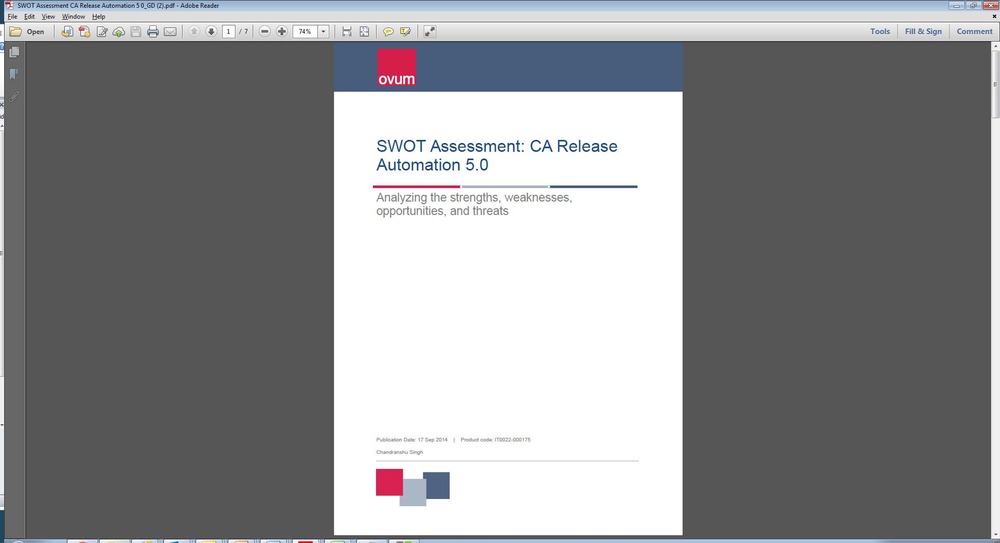 SWOT Assessment CA Release Automation 5 0_GD (2).pdf - Adobe Reader
File Edit View Window Help
Open 1 / 7 74% Tools Fill & Sign Comment
ovum
SWOT Assessment: CA Release
Automation 5.0
Analyzing the strengths, weaknesses,
opportunities, and threats
Publication Date: 17 Sep 2014 | Product code: IT0022-000175
Chandranshu Singh
id